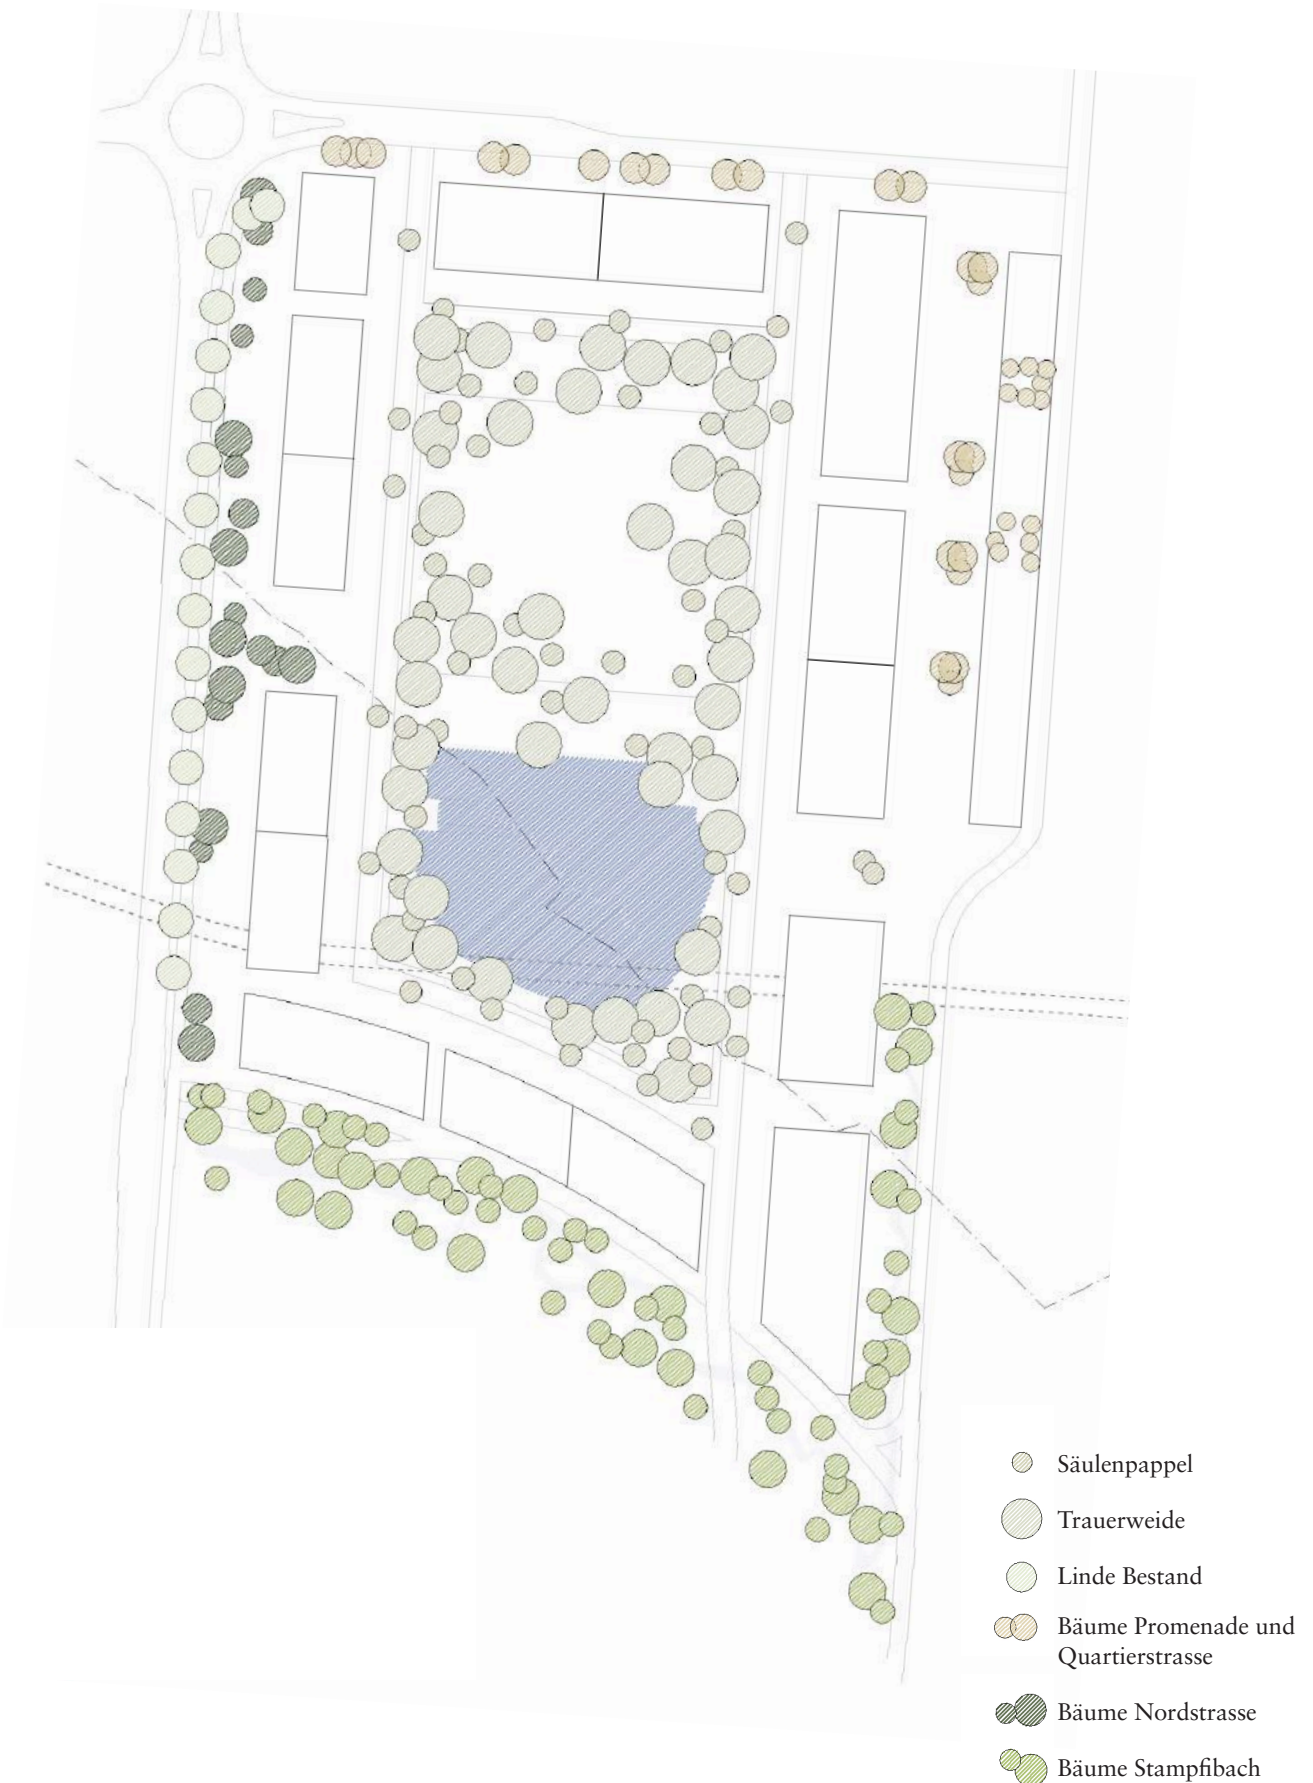 Säulenpappel
Trauerweide
Linde Bestand
Bäume Promenade und
Quartierstrasse
Bäume Nordstrasse
Bäume Stampfibach